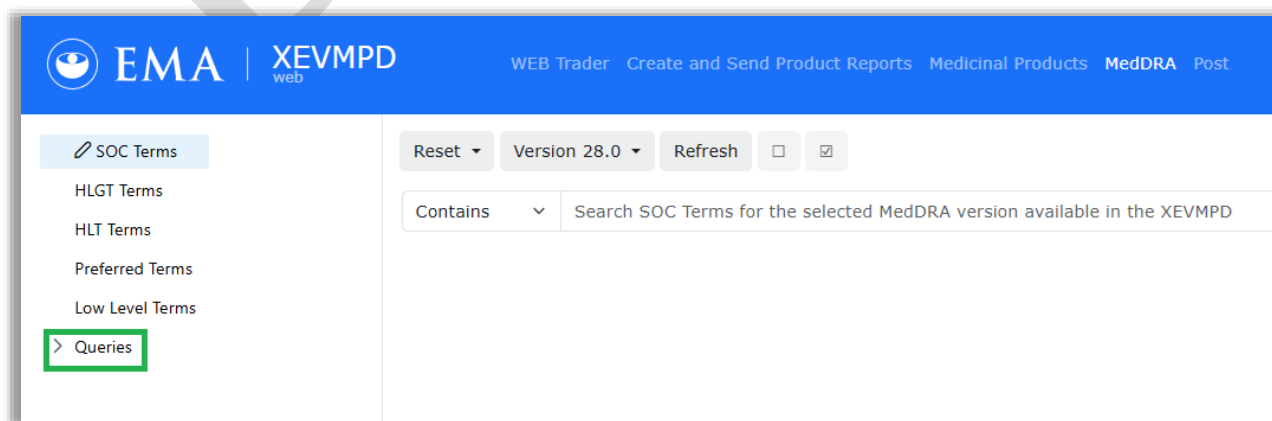 EMA | XEVMPD
web
WEB Trader Create and Send Product Reports Medicinal Products MedDRA Post
SOC Terms
HLGT Terms
HLT Terms
Preferred Terms
Low Level Terms
Queries
Reset Version 28.0 Refresh
Contains Search SOC Terms for the selected MedDRA version available in the XEVMPD